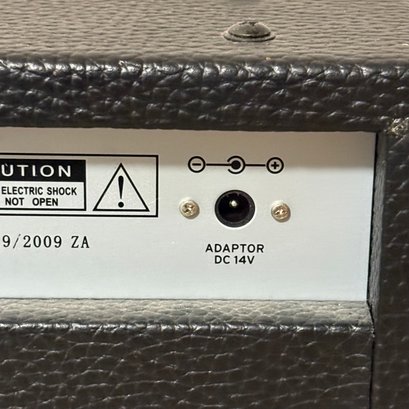 UTION
ELECTRIC SHOCK
NOT OPEN
9/2009 ZA
ADAPTOR
DC 14V